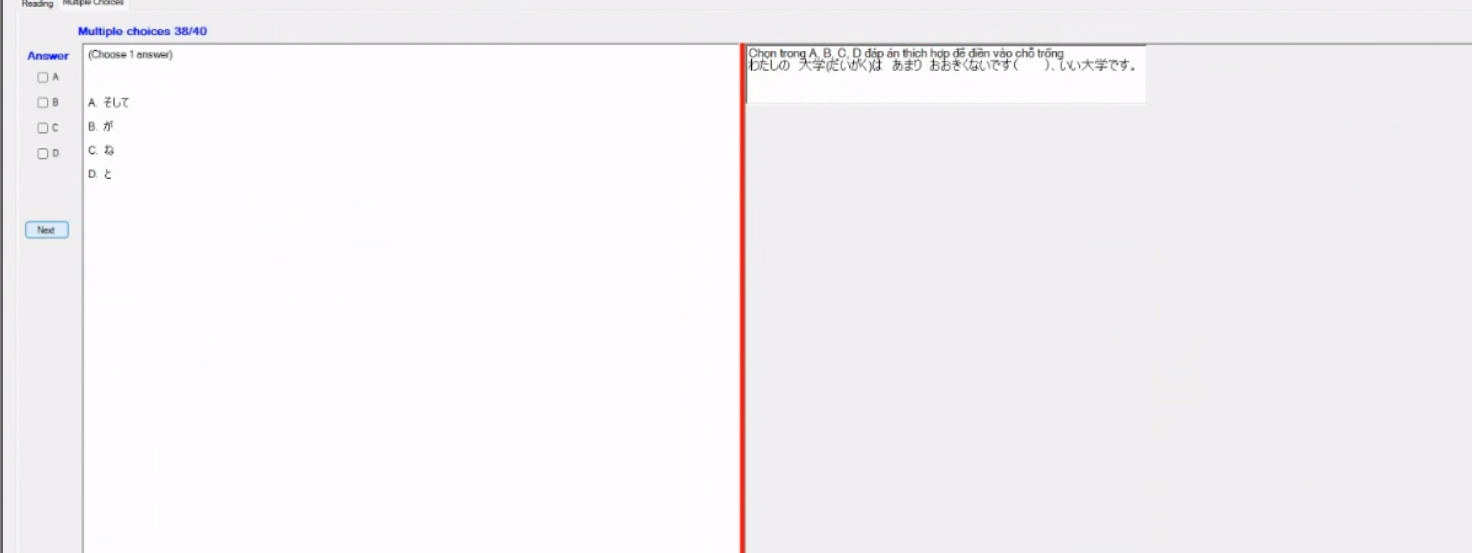 Reading Multiple Choices
Multiple choices 38/40
Answer
(Choose 1 answer)
A
B
C
D
A. そして
B. が
C. ね
D. と
Next
Chọn trong A, B, C, D đáp án thích hợp để điền vào chỗ trống
わたしの 大学(だいがく)は あまり おおきくないです( )、いい大学です。